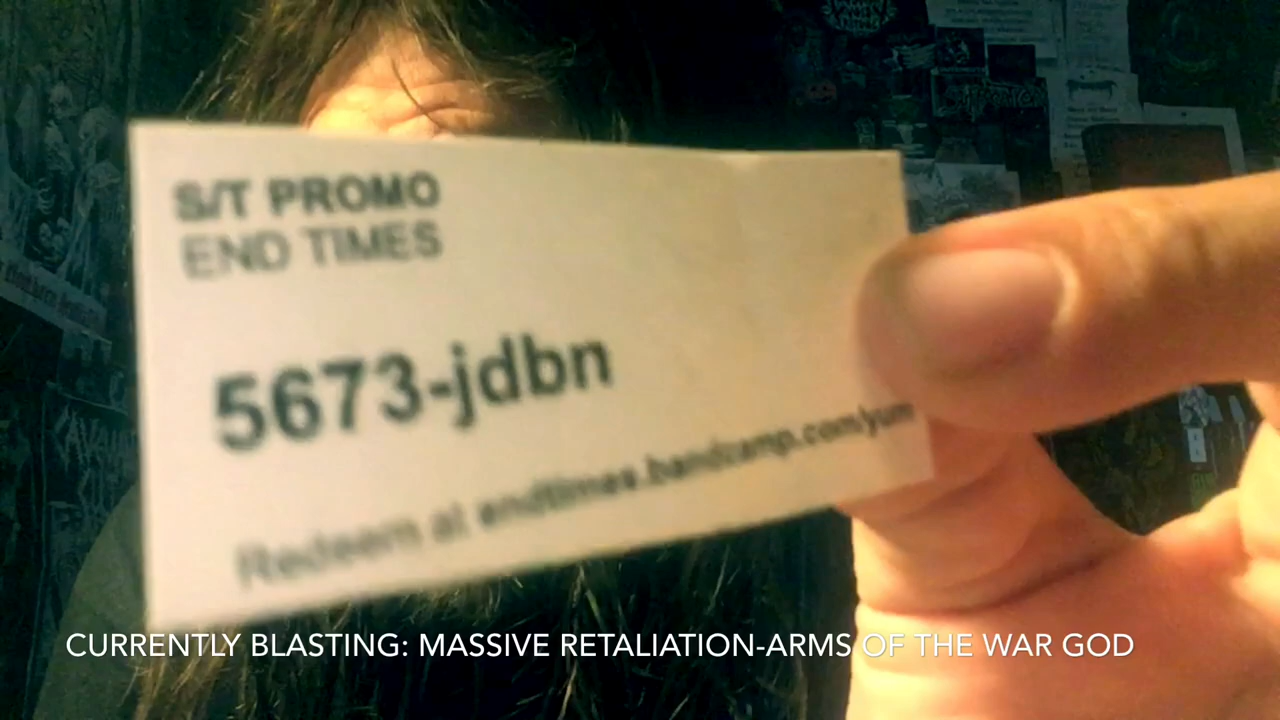 S/T PROMO
END TIMES
5673-jdbn
Redeem at endtimes.bandcamp.com/yum
CURRENTLY BLASTING: MASSIVE RETALIATION-ARMS OF THE WAR GOD